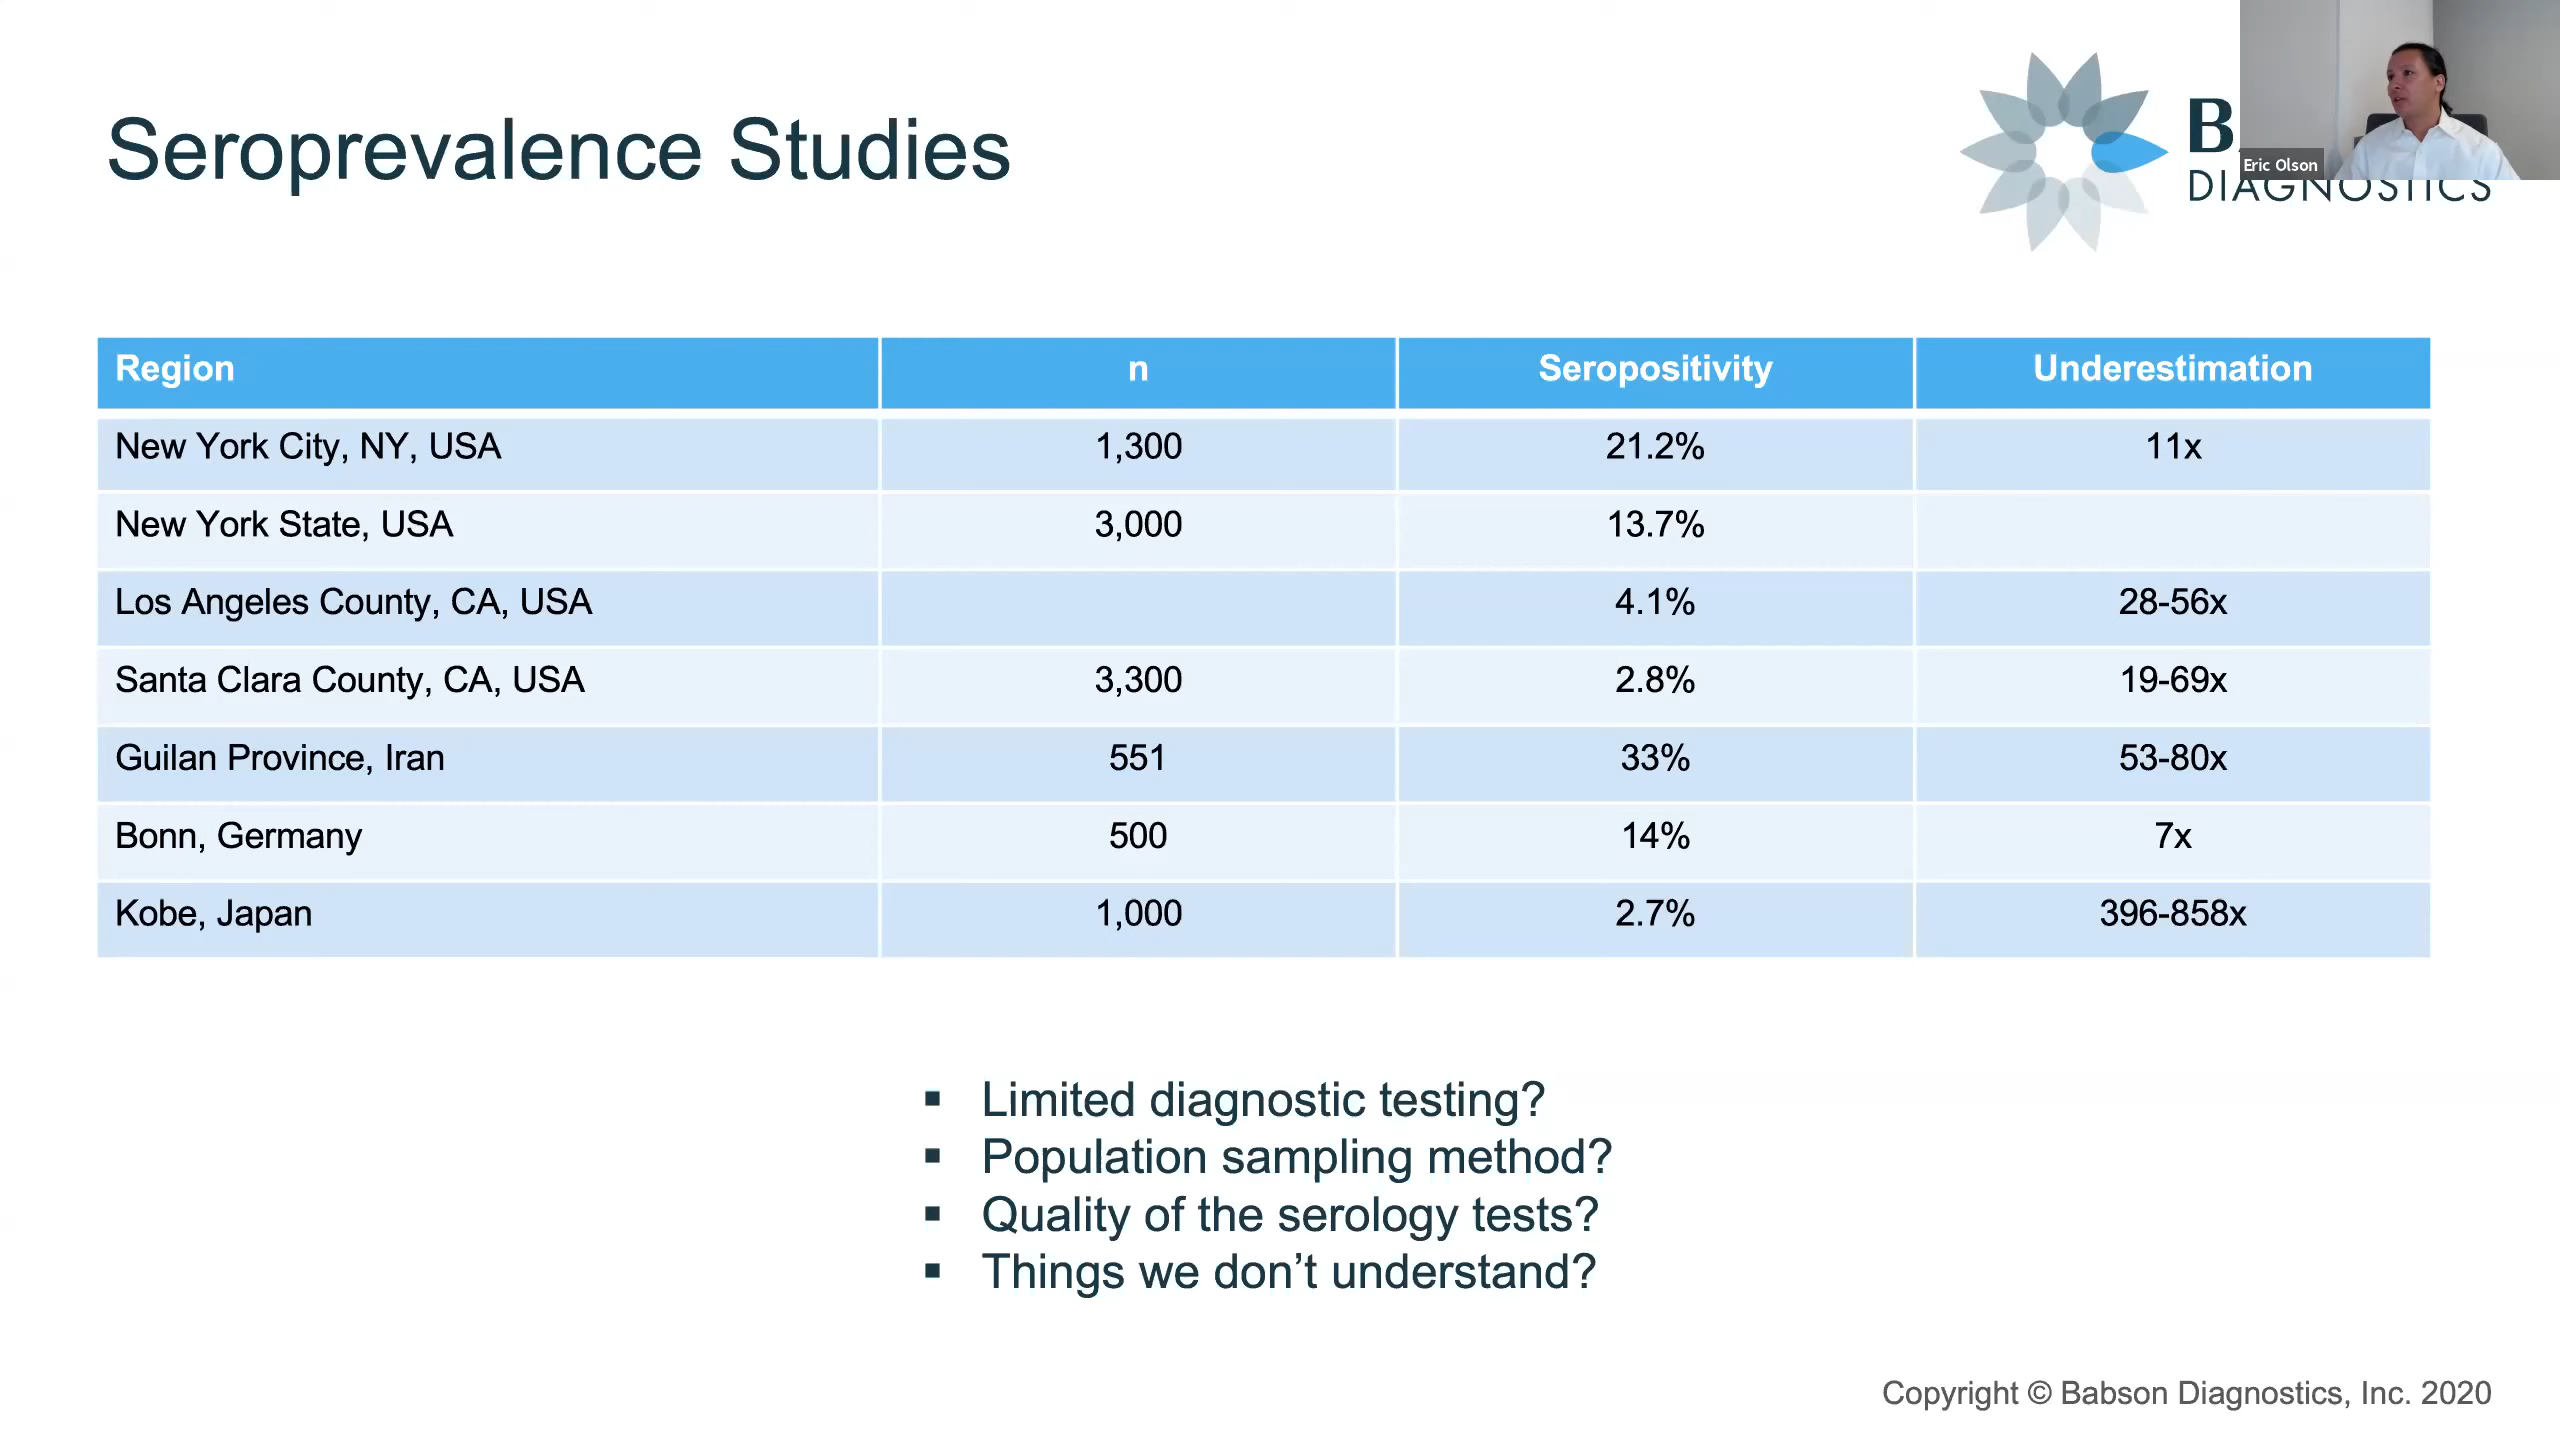 Seroprevalence Studies
DIAGNOSTICS
Eric Olson
Region n Seropositivity Underestimation
New York City, NY, USA 1,300 21.2% 11x
New York State, USA 3,000 13.7%
Los Angeles County, CA, USA 4.1% 28-56x
Santa Clara County, CA, USA 3,300 2.8% 19-69x
Guilan Province, Iran 551 33% 53-80x
Bonn, Germany 500 14% 7x
Kobe, Japan 1,000 2.7% 396-858x
▪ Limited diagnostic testing?
▪ Population sampling method?
▪ Quality of the serology tests?
▪ Things we don’t understand?
Copyright © Babson Diagnostics, Inc. 2020